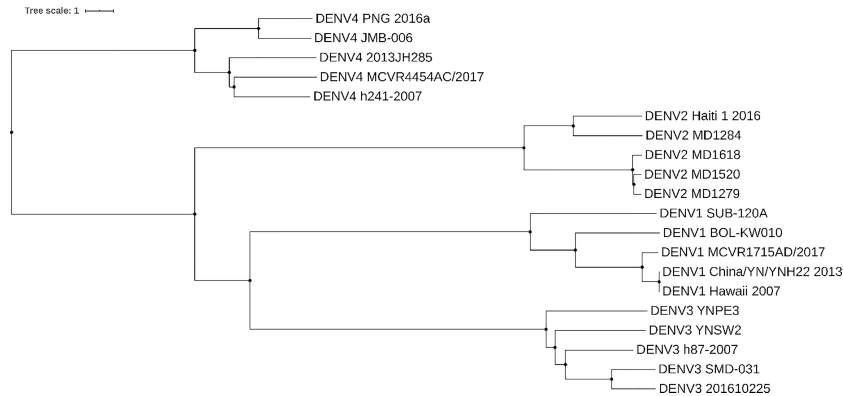 Tree scale: 1
DENV4 PNG 2016a
DENV4 JMB-006
DENV4 2013JH285
DENV4 MCVR4454AC/2017
DENV4 h241-2007
DENV2 Haiti 1 2016
DENV2 MD1284
DENV2 MD1618
DENV2 MD1520
DENV2 MD1279
DENV1 SUB-120A
DENV1 BOL-KW010
DENV1 MCVR1715AD/2017
DENV1 China/YN/YNH22 2013
DENV1 Hawaii 2007
DENV3 YNPE3
DENV3 YNSW2
DENV3 h87-2007
DENV3 SMD-031
DENV3 201610225